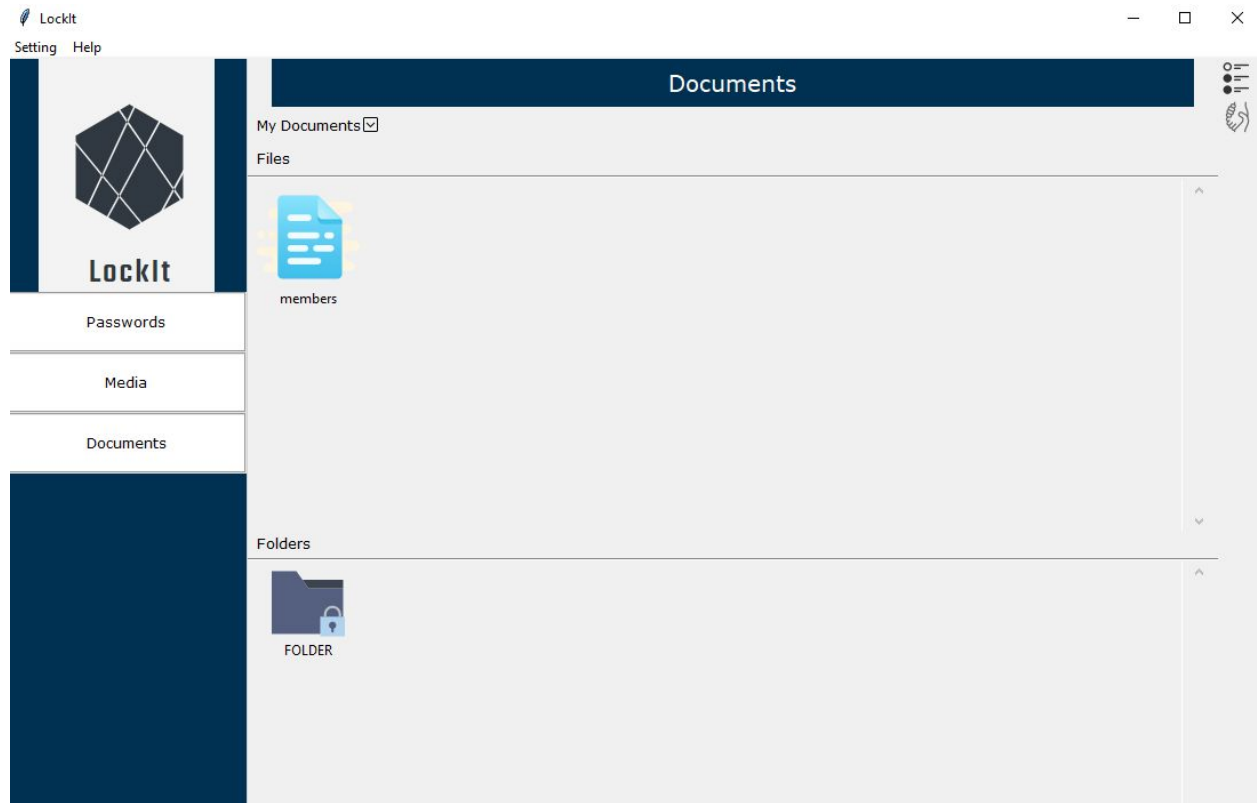 LockIt
Setting Help
Documents
My Documents
Files
members
LockIt
Passwords
Media
Documents
Folders
FOLDER